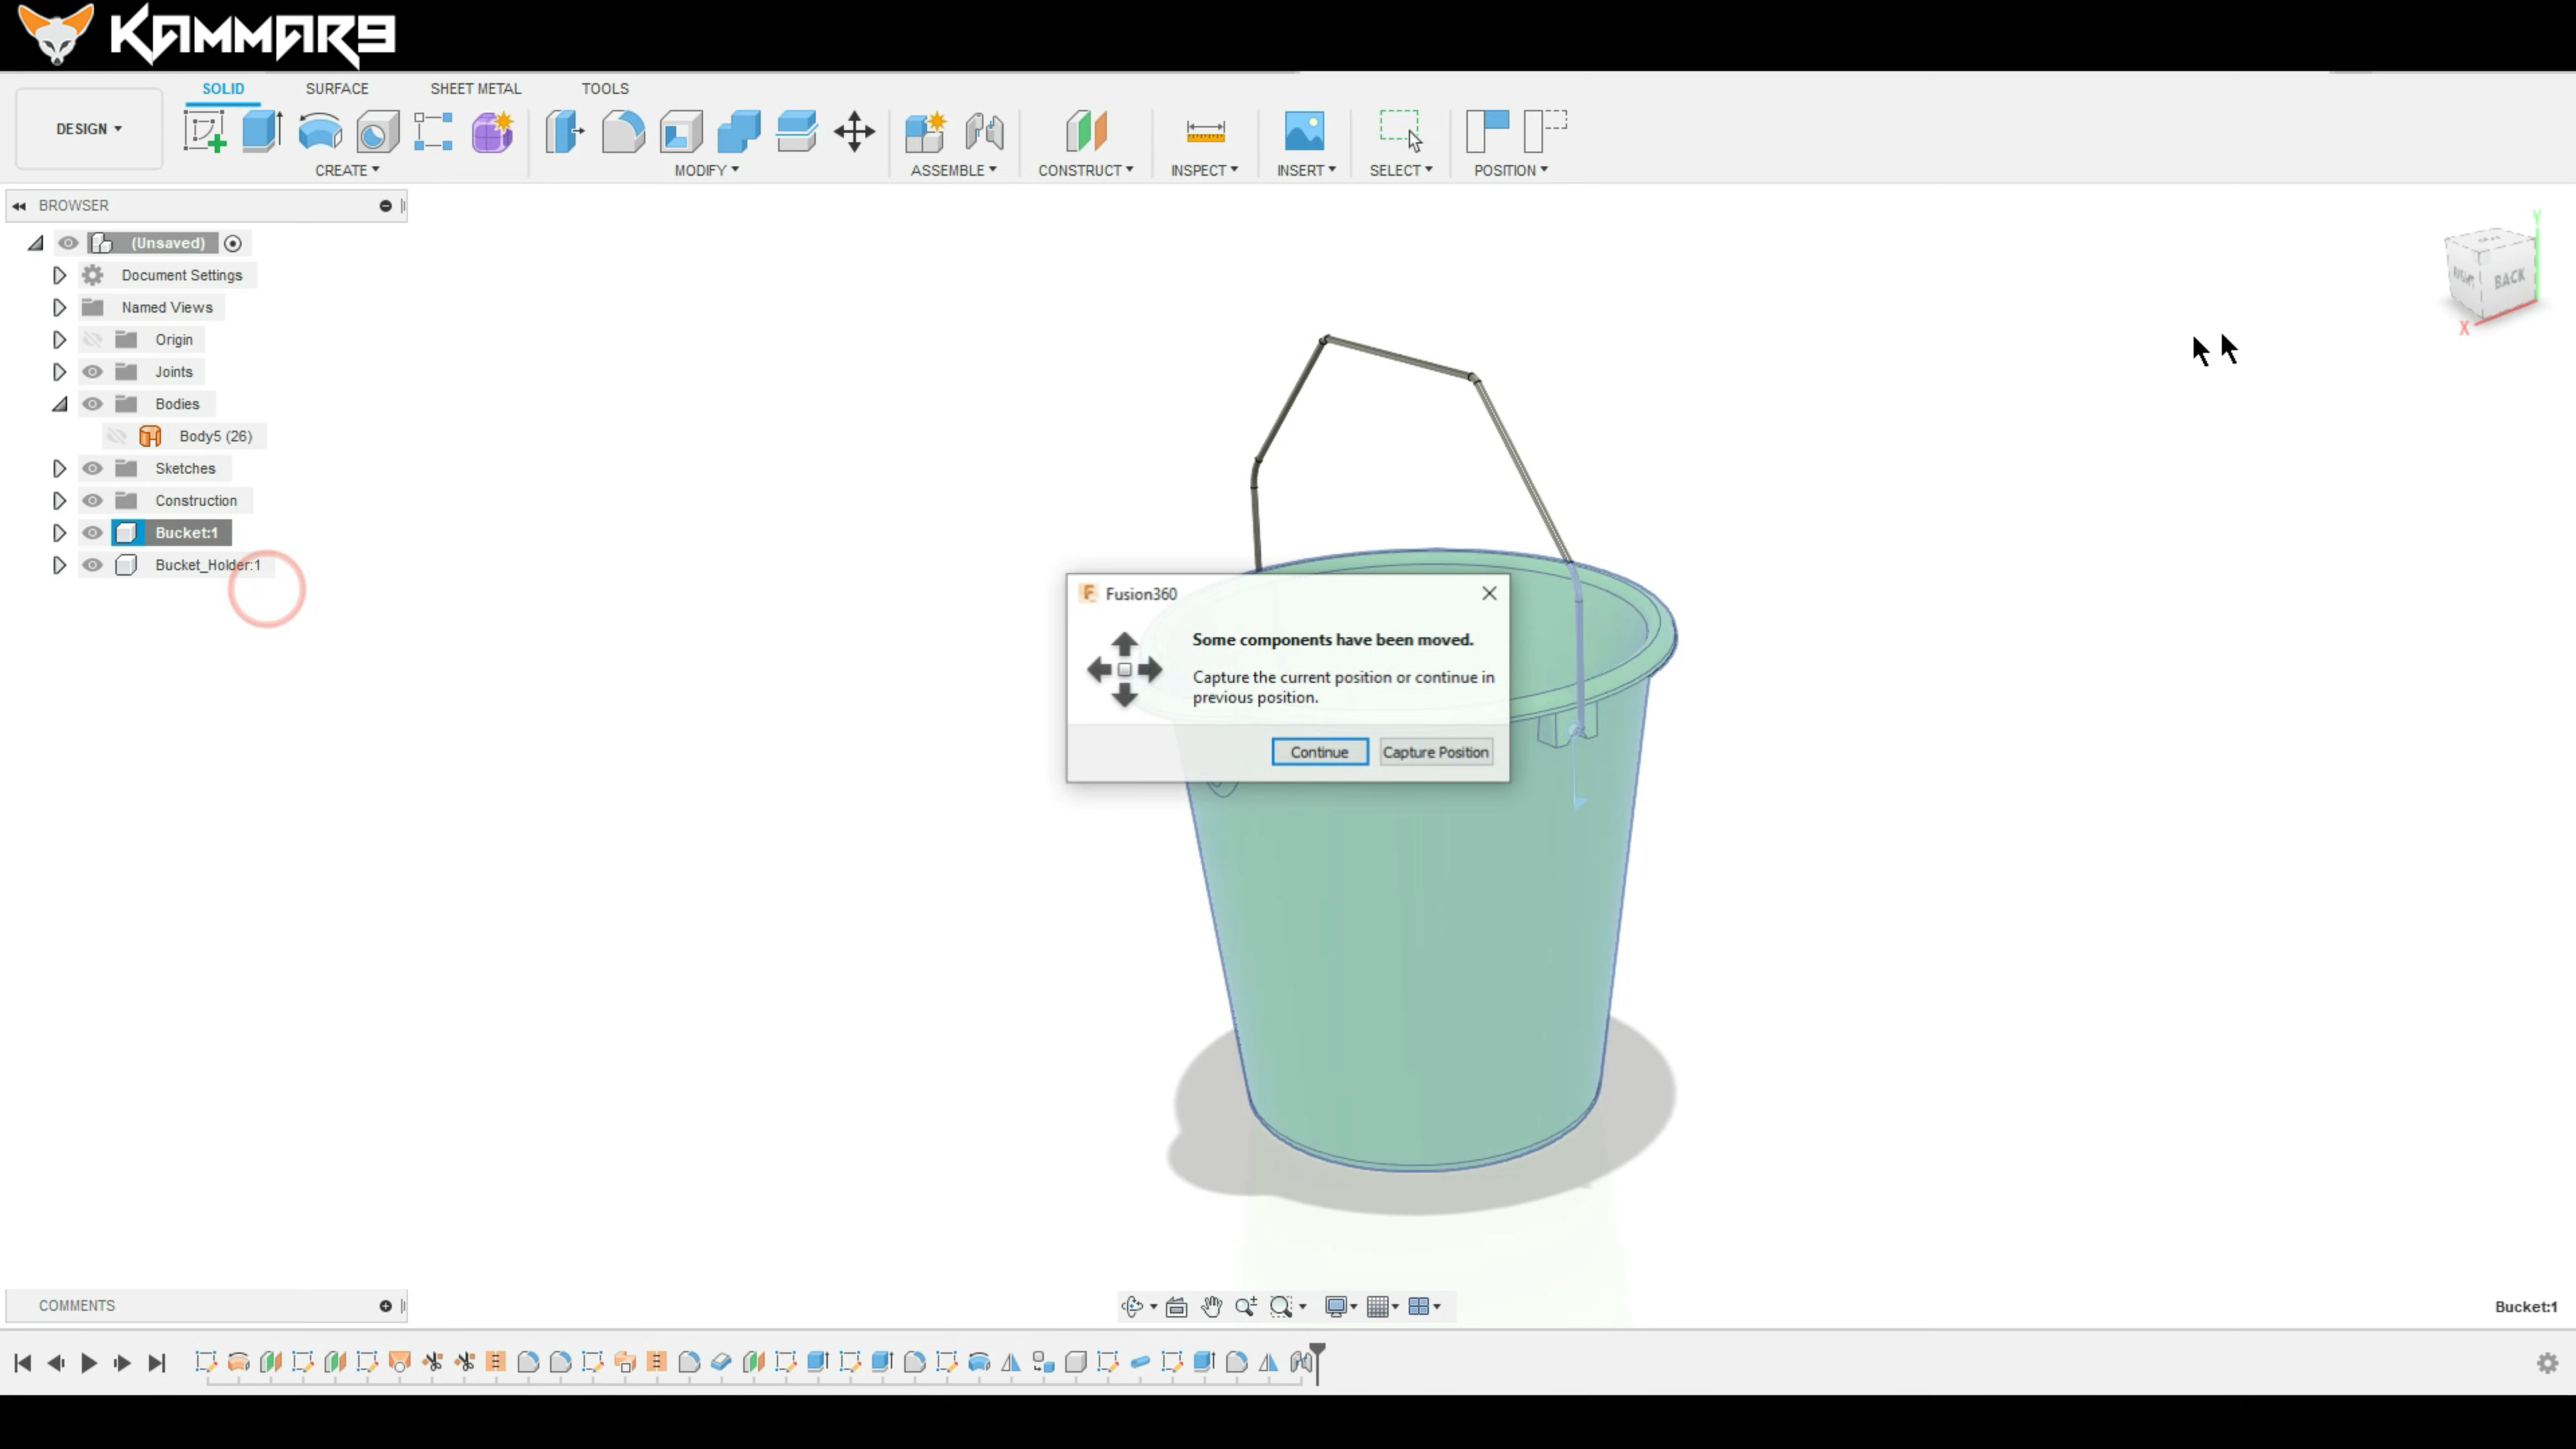 KAMMAR9
SOLID
SURFACE
SHEET METAL
TOOLS
DESIGN
CREATE
MODIFY
ASSEMBLE
CONSTRUCT
INSPECT
INSERT
SELECT
POSITION
BROWSER
(Unsaved)
Document Settings
Named Views
Origin
Joints
Bodies
Body5 (26)
Sketches
Construction
Bucket:1
Bucket_Holder:1
Y
RIGHT
BACK
X
Fusion360
Some components have been moved.
Capture the current position or continue in
previous position.
Continue
Capture Position
COMMENTS
Bucket:1